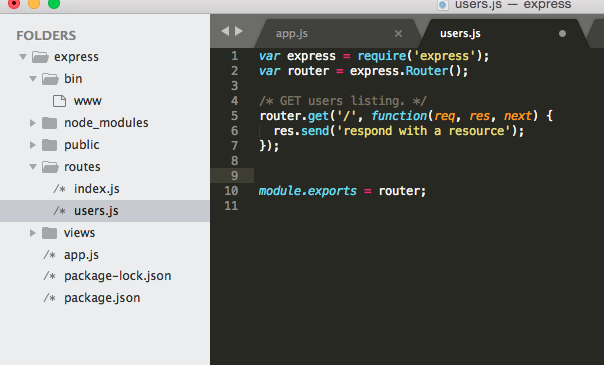 users.js — express
FOLDERS
express
bin
www
node_modules
public
routes
/* index.js
/* users.js
views
/* app.js
/* package-lock.json
/* package.json
app.js ×
users.js
1 var express = require('express');
2 var router = express.Router();
3
4 /* GET users listing. */
5 router.get('/', function(req, res, next) {
6 res.send('respond with a resource');
7 });
8
9
10 module.exports = router;
11